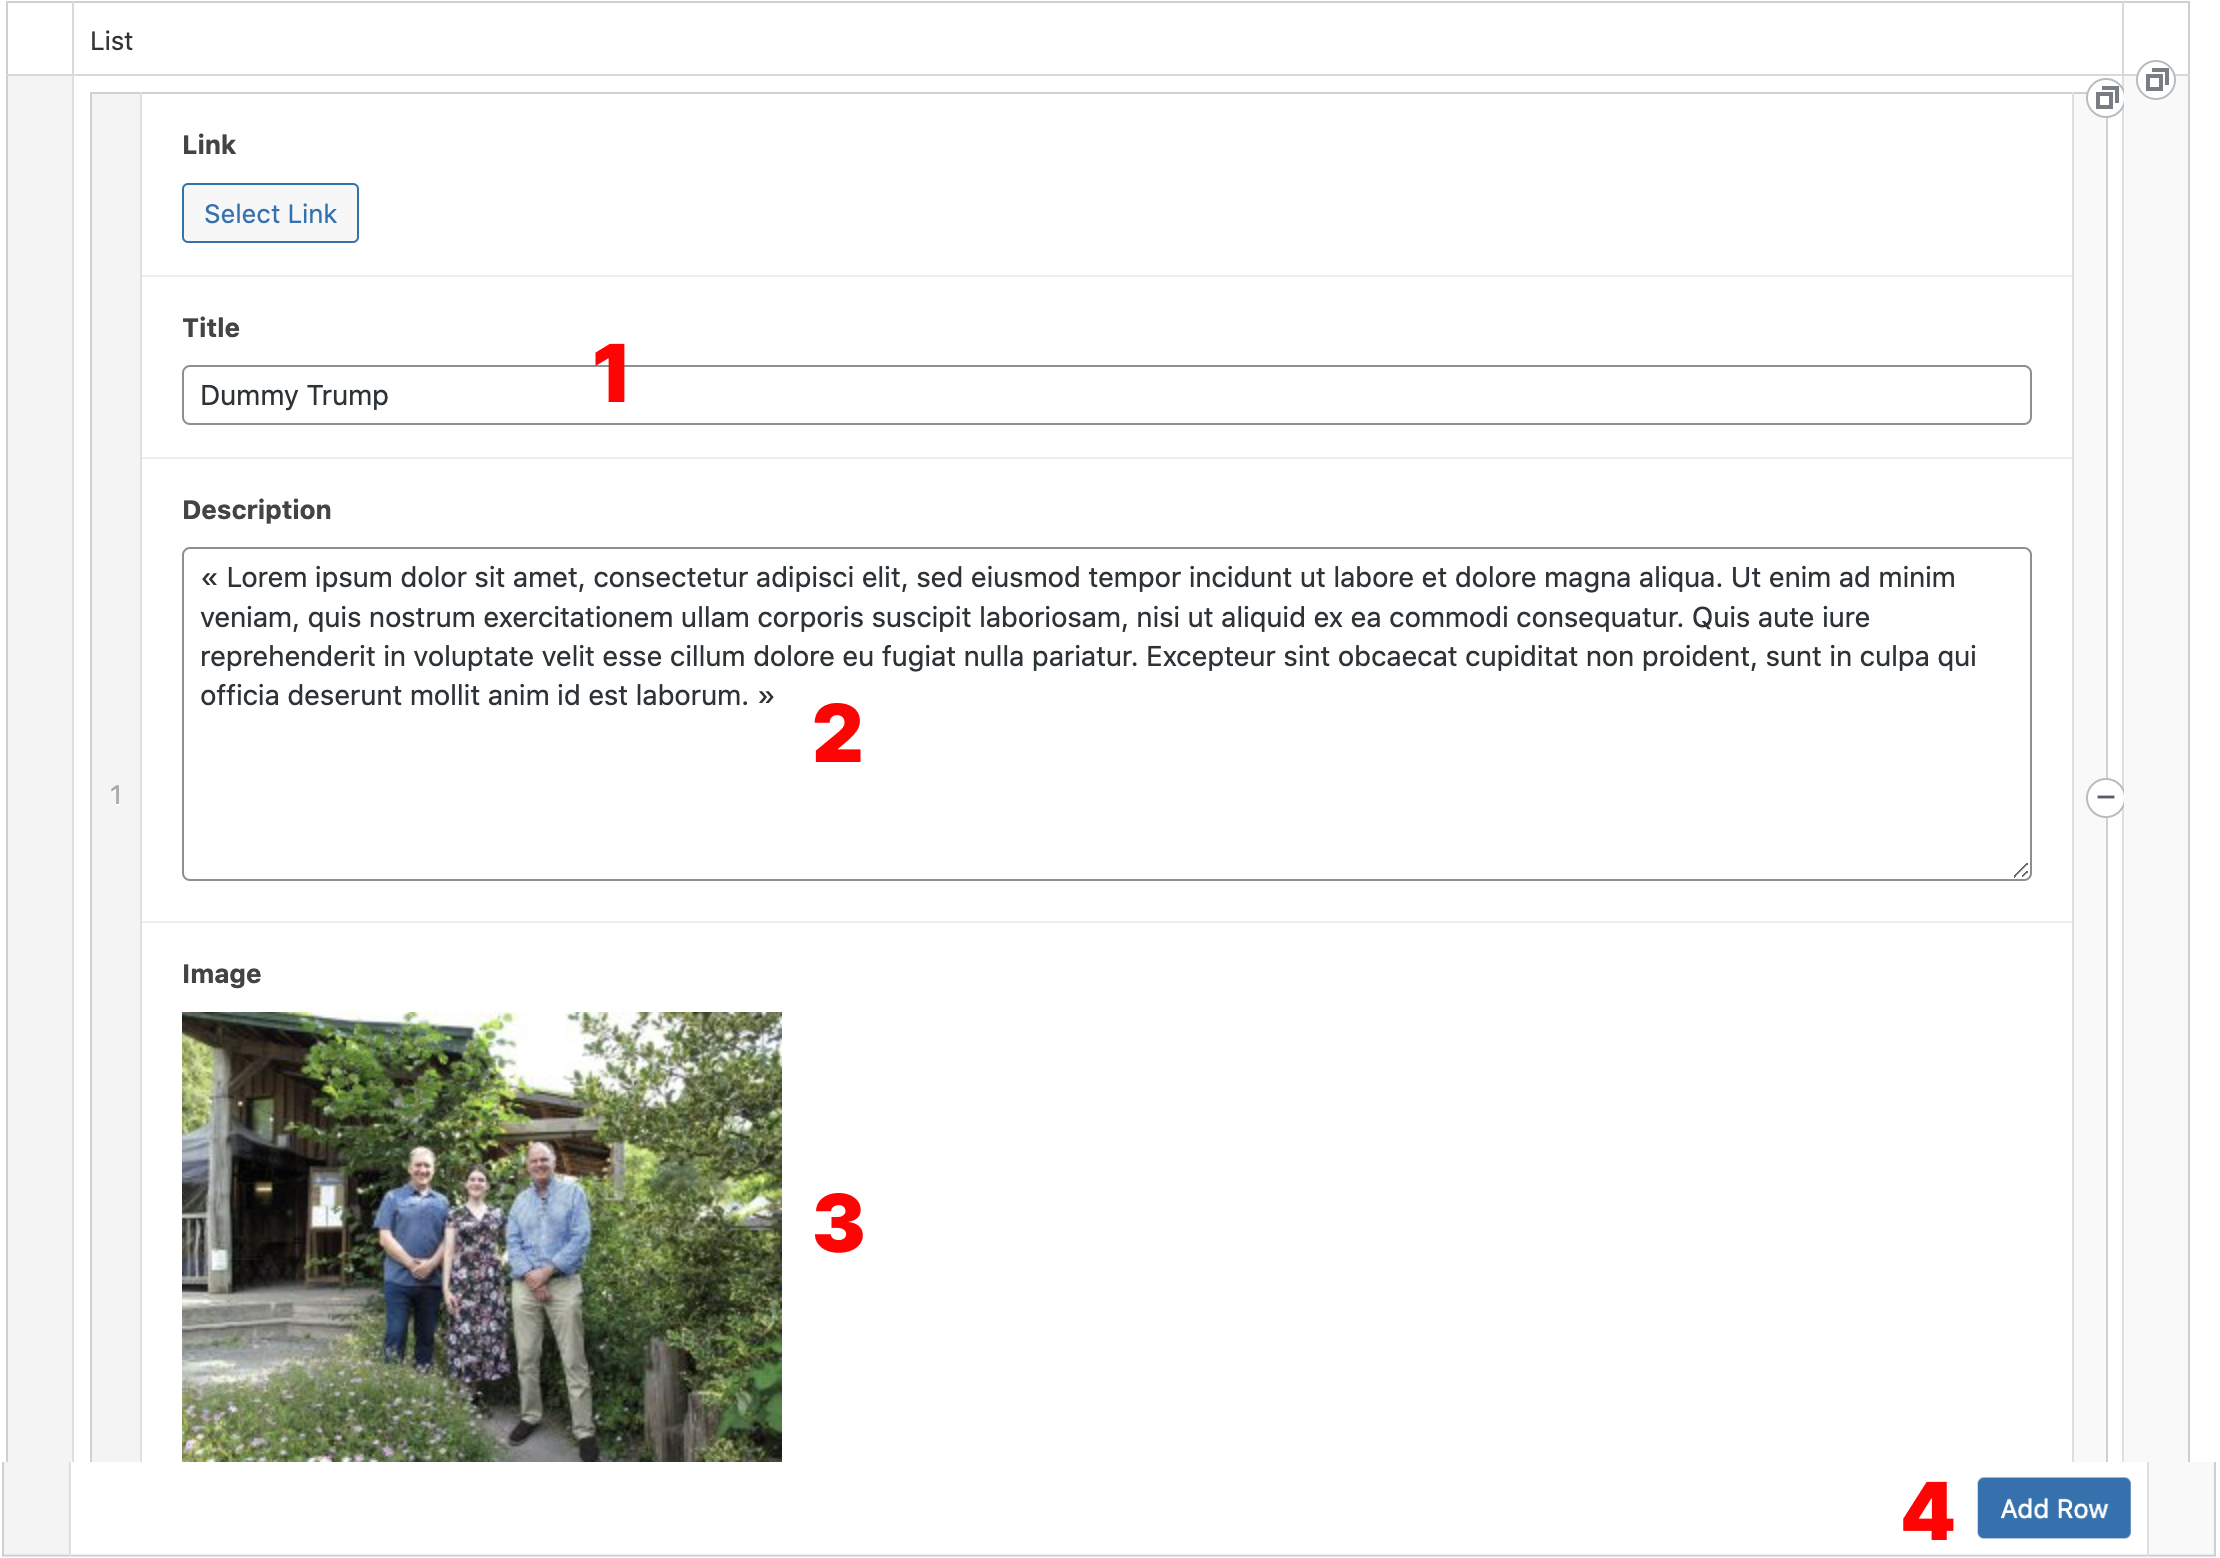 List
Link
Select Link
Title
1
Dummy Trump
Description
« Lorem ipsum dolor sit amet, consectetur adipisci elit, sed eiusmod tempor incidunt ut labore et dolore magna aliqua. Ut enim ad minim
veniam, quis nostrum exercitationem ullam corporis suscipit laboriosam, nisi ut aliquid ex ea commodi consequatur. Quis aute iure
reprehenderit in voluptate velit esse cillum dolore eu fugiat nulla pariatur. Excepteur sint obcaecat cupiditat non proident, sunt in culpa qui
officia deserunt mollit anim id est laborum. »
2
1
Image
3
4
Add Row